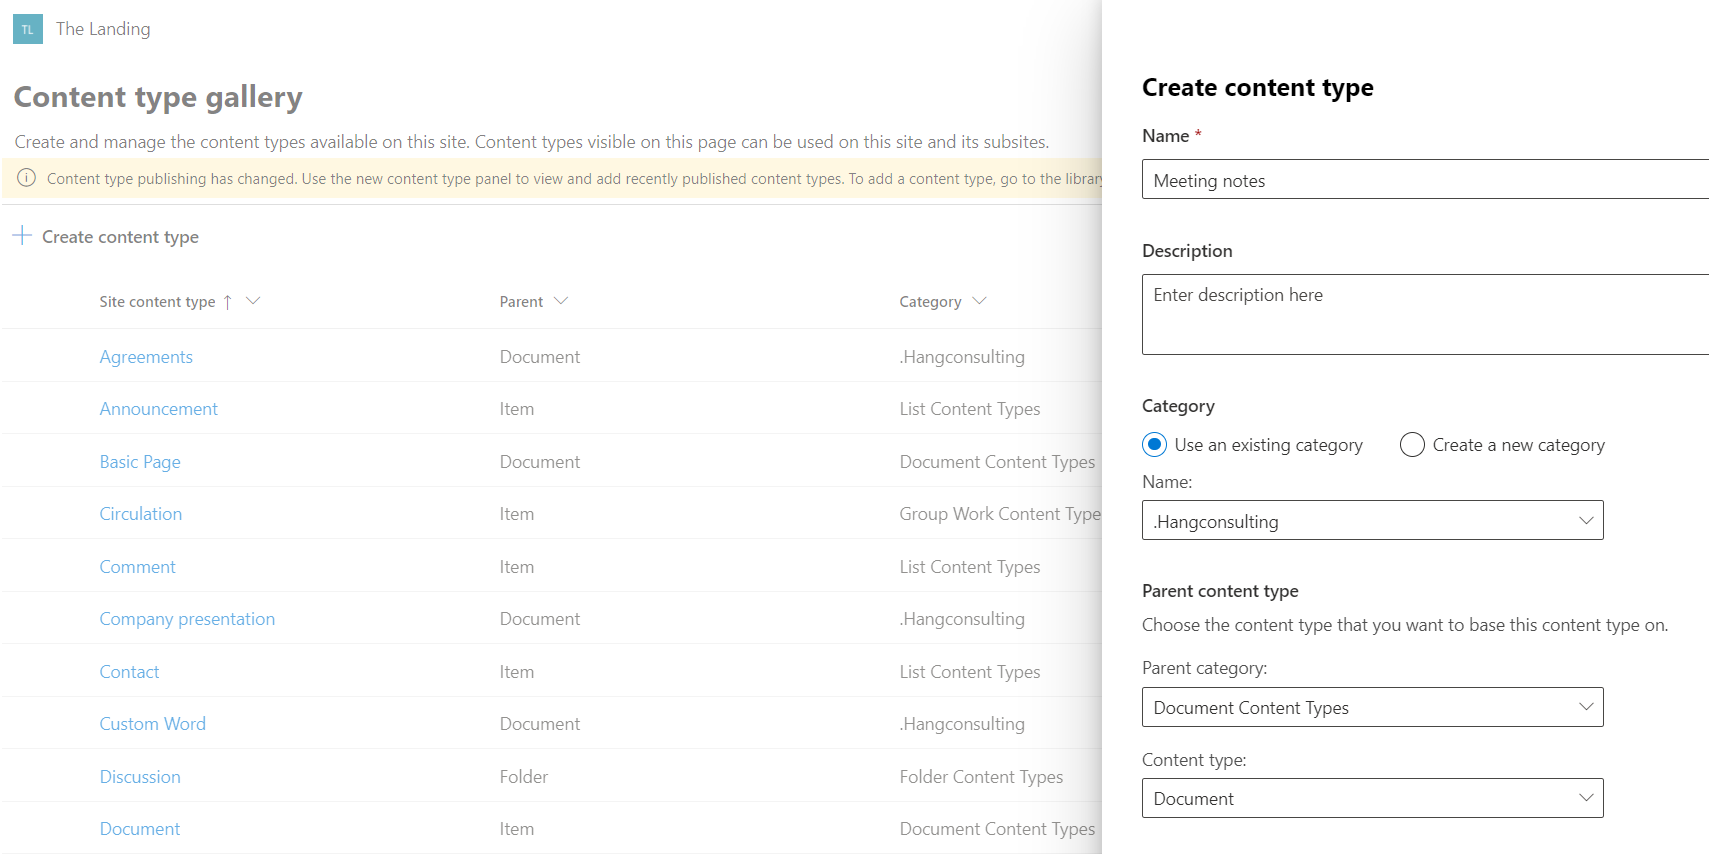 TL The Landing
Content type gallery
Create and manage the content types available on this site. Content types visible on this page can be used on this site and its subsites.
Content type publishing has changed. Use the new content type panel to view and add recently published content types. To add a content type, go to the library
Create content type
Site content type ↑ Parent Category
Agreements Document .Hangconsulting
Announcement Item List Content Types
Basic Page Document Document Content Types
Circulation Item Group Work Content Type
Comment Item List Content Types
Company presentation Document .Hangconsulting
Contact Item List Content Types
Custom Word Document .Hangconsulting
Discussion Folder Folder Content Types
Document Item Document Content Types
Create content type
Name *
Meeting notes
Description
Enter description here
Category
Use an existing category Create a new category
Name:
.Hangconsulting
Parent content type
Choose the content type that you want to base this content type on.
Parent category:
Document Content Types
Content type:
Document